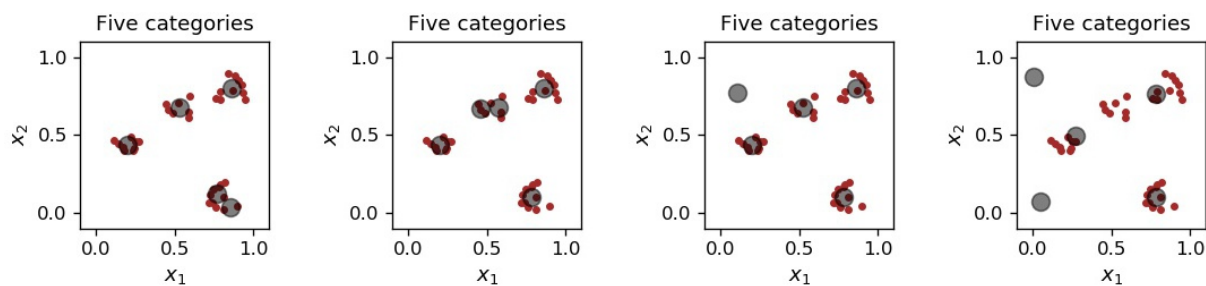 Five categories Five categories Five categories Five categories
1.0 1.0 1.0 1.0
x₂ 0.5 x₂ 0.5 x₂ 0.5 x₂ 0.5
0.0 0.0 0.0 0.0
0.0 0.5 1.0 0.0 0.5 1.0 0.0 0.5 1.0 0.0 0.5 1.0
x₁ x₁ x₁ x₁